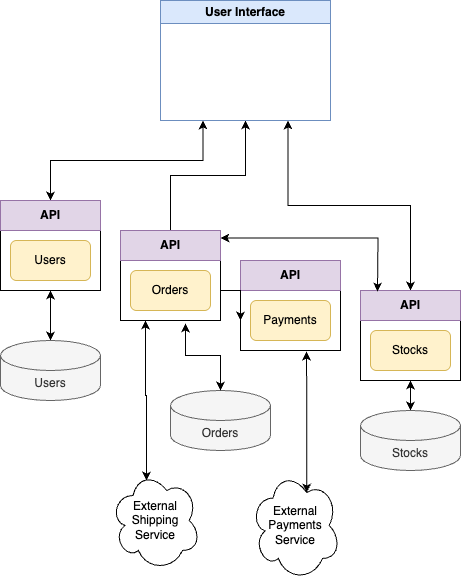 User Interface
API
Users
API
Orders
API
Payments
API
Stocks
Users
Orders
Stocks
External
Shipping
Service
External
Payments
Service